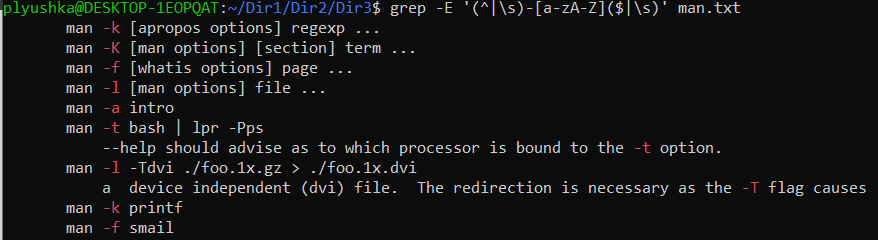 plyushka@DESKTOP-1EOPQAT:~/Dir1/Dir2/Dir3$ grep -E '(^|\s)-[a-zA-Z]($|\s)' man.txt
man -k [apropos options] regexp ...
man -K [man options] [section] term ...
man -f [whatis options] page ...
man -l [man options] file ...
man -a intro
man -t bash | lpr -Pps
--help should advise as to which processor is bound to the -t option.
man -l -Tdvi ./foo.1x.gz > ./foo.1x.dvi
a  device independent (dvi) file.  The redirection is necessary as the -T flag causes
man -k printf
man -f smail